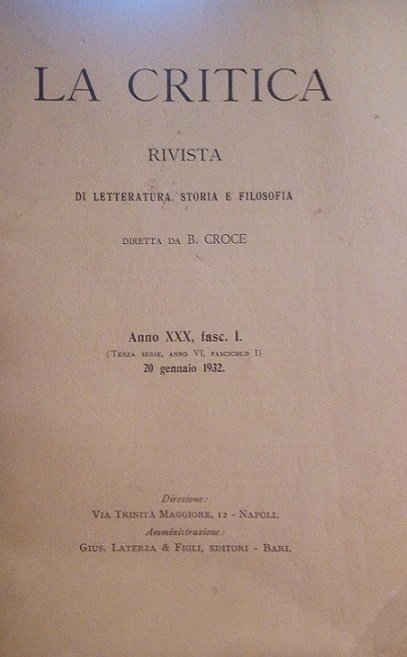 LA CRITICA
RIVISTA
DI LETTERATURA, STORIA E FILOSOFIA
DIRETTA DA B. CROCE
Anno XXX, fasc. I.
(TERZA SERIE, ANNO VI, FASCICOLO I)
20 gennaio 1932.
Direzione:
VIA TRINITÀ MAGGIORE, 12 - NAPOLI.
Amministrazione:
GIUS. LATERZA & FIGLI, EDITORI - BARI.